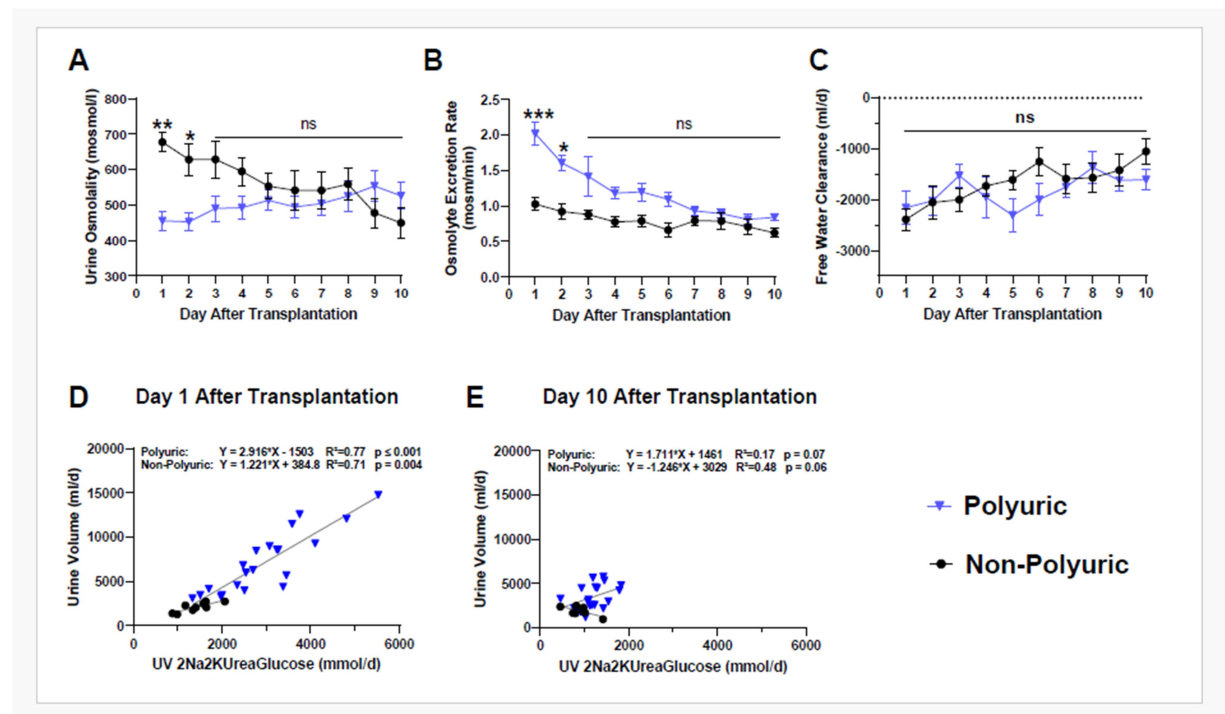 A
Urine Osmolality (mosmol/l)
800
700
600
500
400
300
** * ns
0 1 2 3 4 5 6 7 8 9 10
Day After Transplantation
B
Osmolyte Excretion Rate
(mosm/min)
2.5
2.0
1.5
1.0
0.5
0.0
*** * ns
0 1 2 3 4 5 6 7 8 9 10
Day After Transplantation
C
Free Water Clearance (ml/d)
0
-1000
-2000
-3000
ns
0 1 2 3 4 5 6 7 8 9 10
Day After Transplantation
D Day 1 After Transplantation
Polyuric: Y = 2.916*X - 1503 R²=0.77 p ≤ 0.001
Non-Polyuric: Y = 1.221*X + 384.8 R²=0.71 p = 0.004
Urine Volume (ml/d)
20000
15000
10000
5000
0
0 2000 4000 6000
UV 2Na2KUreaGlucose (mmol/d)
E Day 10 After Transplantation
Polyuric: Y = 1.711*X + 1461 R²=0.17 p = 0.07
Non-Polyuric: Y = -1.246*X + 3029 R²=0.48 p = 0.06
Urine Volume (ml/d)
20000
15000
10000
5000
0
0 2000 4000 6000
UV 2Na2KUreaGlucose (mmol/d)
Polyuric
Non-Polyuric